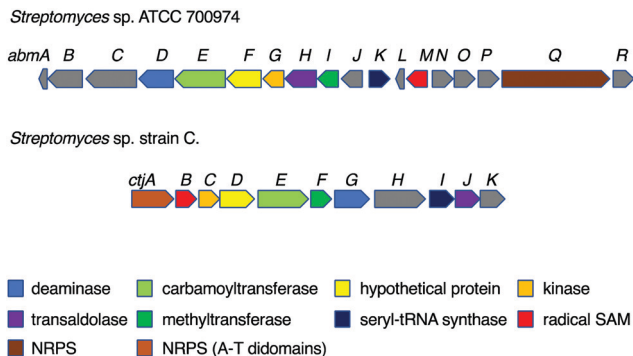 Streptomyces sp. ATCC 700974
abmA B C D E F G H I J K L M N O P Q R
Streptomyces sp. strain C.
ctjA B C D E F G H I J K
deaminase carbamoyltransferase hypothetical protein kinase
transaldolase methyltransferase seryl-tRNA synthase radical SAM
NRPS NRPS (A-T didomains)